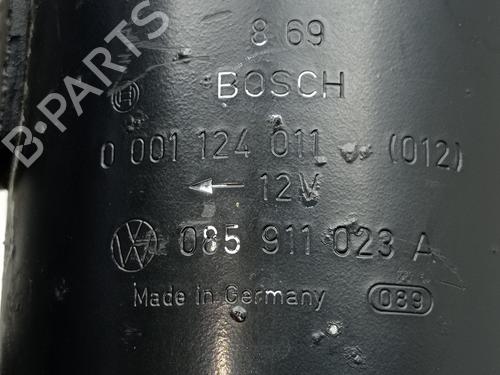 8 69
BOSCH
0 001 124 011 (012)
12V
085 911 023 A
Made in Germany 089
B-PARTS